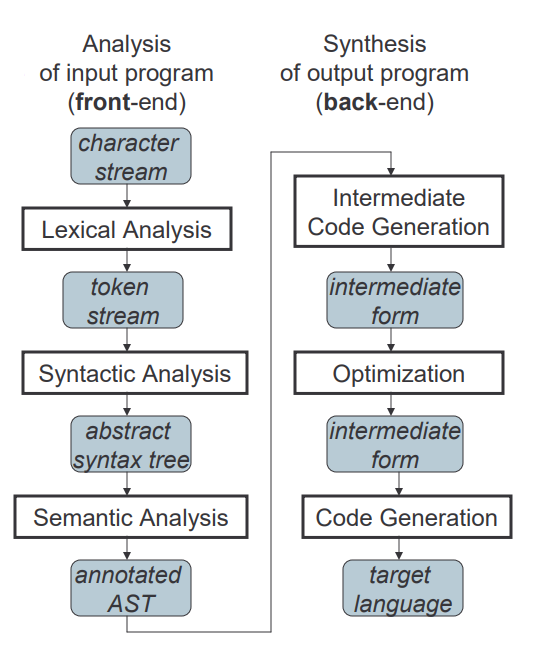 Analysis
of input program
(front-end)
character
stream
Lexical Analysis
token
stream
Syntactic Analysis
abstract
syntax tree
Semantic Analysis
annotated
AST
Synthesis
of output program
(back-end)
Intermediate
Code Generation
intermediate
form
Optimization
intermediate
form
Code Generation
target
language